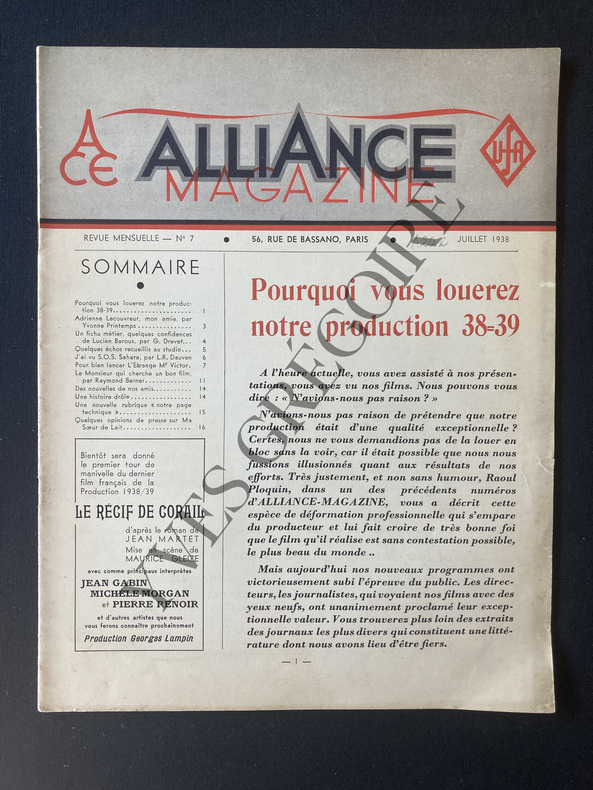 ACE
ALLIANCE
MAGAZINE
UFA
REVUE MENSUELLE — N° 7 • 56, RUE DE BASSANO, PARIS • JUILLET 1938
SOMMAIRE
Pourquoi vous louerez notre produc-
tion 38-39 1
Adrienne Lecouvreur, mon amie, par
Yvonne Printemps 3
Un fichu métier, quelques confidences
de Lucien Baroux, par G. Drevet... 4
Quelques échos recueillis au studio... 5
J'ai vu S.O.S. Sahara, par L.R. Dauven 6
Pour bien lancer L'Etrange Mr Victor. 7
Le Monsieur qui cherche un bon film,
par Raymond Berner 11
Des nouvelles de nos amis 14
Une histoire drôle 14
Une nouvelle rubrique « notre page
technique » 15
Quelques opinions de presse sur Ma
Sœur de Lait 16
Bientôt sera donné
le premier tour de
manivelle du dernier
film français de la
Production 1938/39
LE RÉCIF DE CORAIL
d'après le roman de
JEAN MARTET
Mise en scène de
MAURICE GLEIZE
avec comme principaux interprètes
JEAN GABIN
MICHÈLE MORGAN
et PIERRE RENOIR
et d'autres artistes que nous
vous ferons connaître prochainement
Production Georges Lampin
Pourquoi vous louerez
notre production 38-39
A l'heure actuelle, vous avez assisté à nos présen-
tations, vous avez vu nos films. Nous pouvons vous
dire : « N'avions-nous pas raison ? »
N'avions-nous pas raison de prétendre que notre
production était d'une qualité exceptionnelle ?
Certes, nous ne vous demandions pas de la louer en
bloc sans la voir, car il était possible que nous nous
fussions illusionnés quant aux résultats de nos
efforts. Très justement, et non sans humour, Raoul
Ploquin, dans un des précédents numéros
d'ALLIANCE-MAGAZINE, vous a décrit cette
espèce de déformation professionnelle qui s'empare
du producteur et lui fait croire de très bonne foi
que le film qu'il réalise est sans contestation possible,
le plus beau du monde ..
Mais aujourd'hui nos nouveaux programmes ont
victorieusement subi l'épreuve du public. Les direc-
teurs, les journalistes, qui voyaient nos films avec des
yeux neufs, ont unanimement proclamé leur excep-
tionnelle valeur. Vous trouverez plus loin des extraits
des journaux les plus divers qui constituent une litté-
rature dont nous avons lieu d'être fiers.
— 1 —
YVES GRÉGOIRE